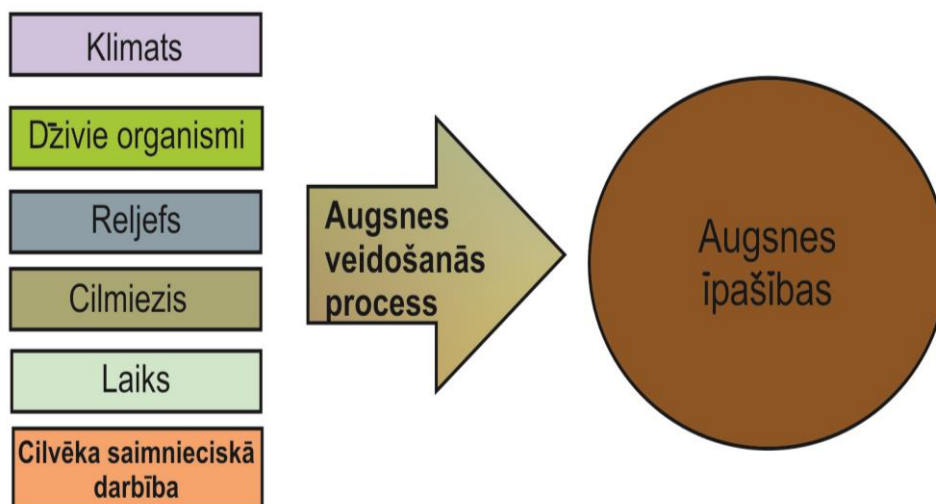 Klimats
Dzīvie organismi
Reljefs
Cilmiezis
Laiks
Cilvēka saimnieciskā
darbība
Augsnes
veidošanās
process
Augsnes
īpašības